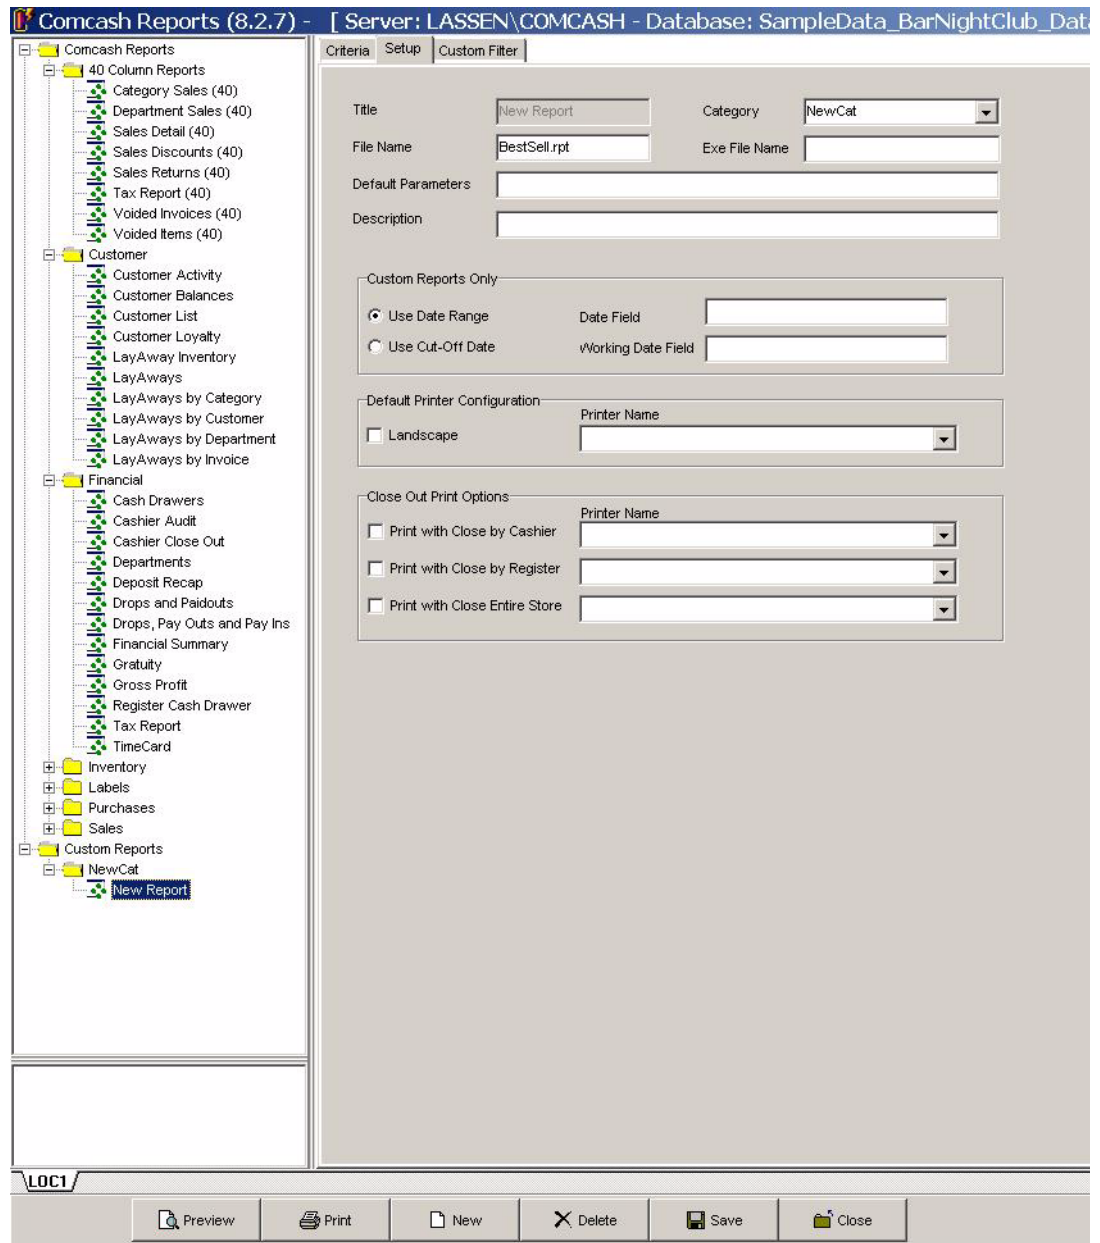 Comcash Reports (8.2.7) - [ Server: LASSEN\COMCASH - Database: SampleData_BarNightClub_Data
Comcash Reports
40 Column Reports
Category Sales (40)
Department Sales (40)
Sales Detail (40)
Sales Discounts (40)
Sales Returns (40)
Tax Report (40)
Voided Invoices (40)
Voided Items (40)
Customer
Customer Activity
Customer Balances
Customer List
Customer Loyalty
LayAway Inventory
LayAways
LayAways by Category
LayAways by Customer
LayAways by Department
LayAways by Invoice
Financial
Cash Drawers
Cashier Audit
Cashier Close Out
Departments
Deposit Recap
Drops and Paidouts
Drops, Pay Outs and Pay Ins
Financial Summary
Gratuity
Gross Profit
Register Cash Drawer
Tax Report
TimeCard
Inventory
Labels
Purchases
Sales
Custom Reports
NewCat
New Report
Criteria Setup Custom Filter
Title New Report Category NewCat
File Name BestSell.rpt Exe File Name
Default Parameters
Description
Custom Reports Only
Use Date Range Date Field
Use Cut-Off Date Working Date Field
Default Printer Configuration
Printer Name
Landscape
Close Out Print Options
Printer Name
Print with Close by Cashier
Print with Close by Register
Print with Close Entire Store
LOC1
Preview Print New Delete Save Close